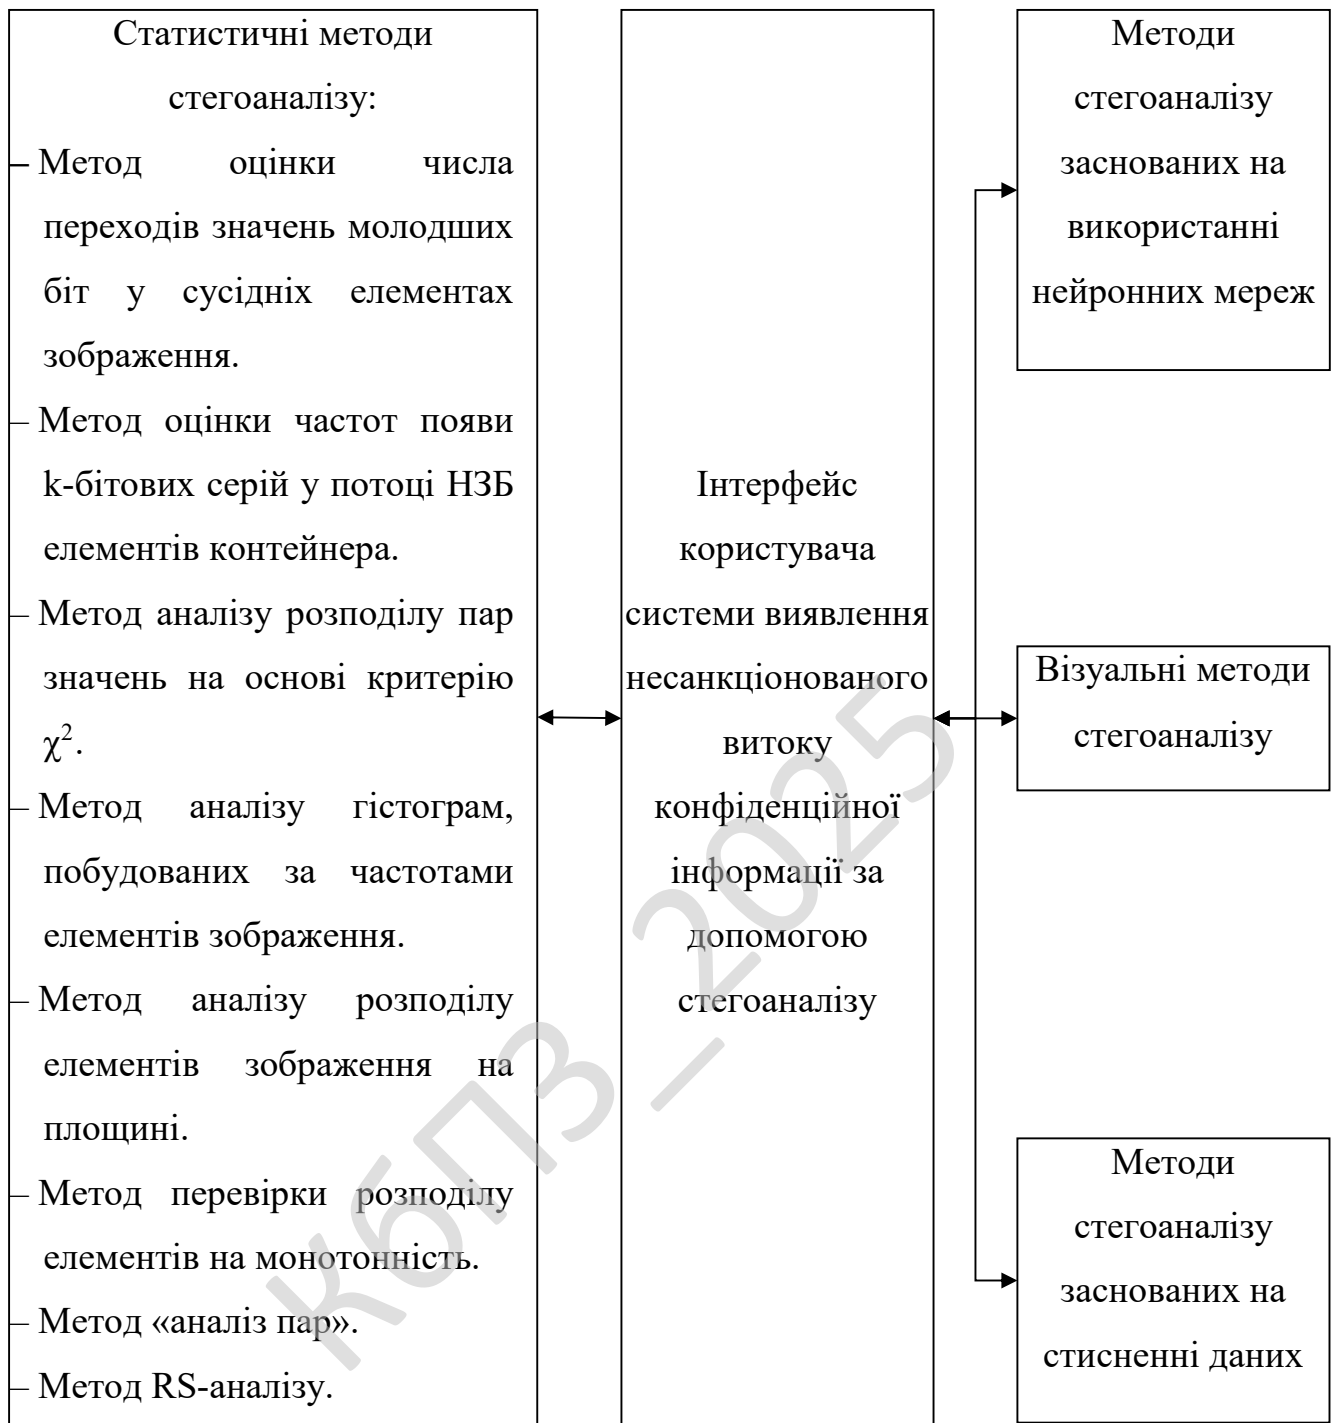 Статистичні методи
стегоаналізу:
– Метод оцінки числа
переходів значень молодших
біт у сусідніх елементах
зображення.
– Метод оцінки частот появи
k-бітових серій у потоці НЗБ
елементів контейнера.
– Метод аналізу розподілу пар
значень на основі критерію
χ².
– Метод аналізу гістограм,
побудованих за частотами
елементів зображення.
– Метод аналізу розподілу
елементів зображення на
площині.
– Метод перевірки розподілу
елементів на монотонність.
– Метод «аналіз пар».
– Метод RS-аналізу.
Інтерфейс
користувача
системи виявлення
несанкціонованого
витоку
конфіденційної
інформації за
допомогою
стегоаналізу
Методи
стегоаналізу
заснованих на
використанні
нейронних мереж
Візуальні методи
стегоаналізу
Методи
стегоаналізу
заснованих на
стисненні даних
КбПЗ_2025